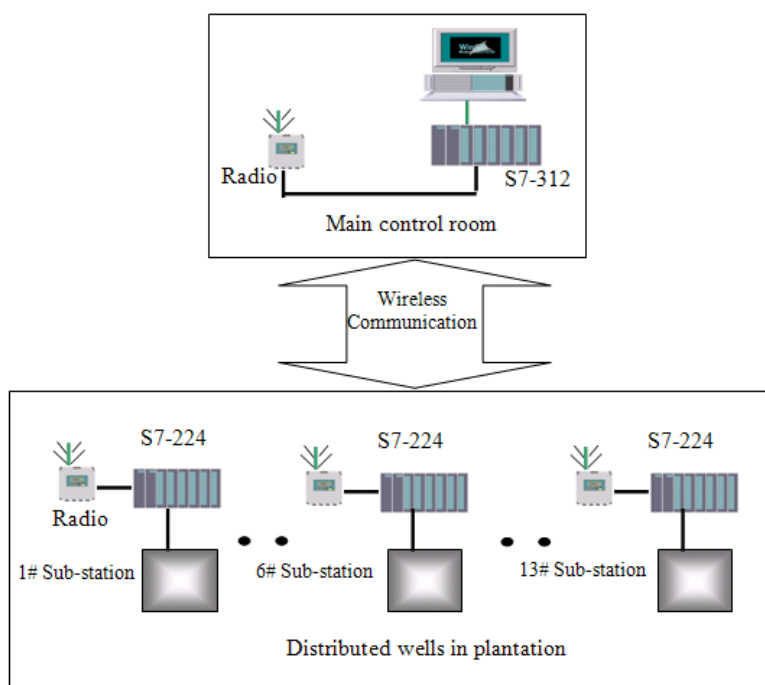 Radio
S7-312
Main control room
Wireless
Communication
S7-224
S7-224
S7-224
Radio
1# Sub-station
6# Sub-station
13# Sub-station
Distributed wells in plantation